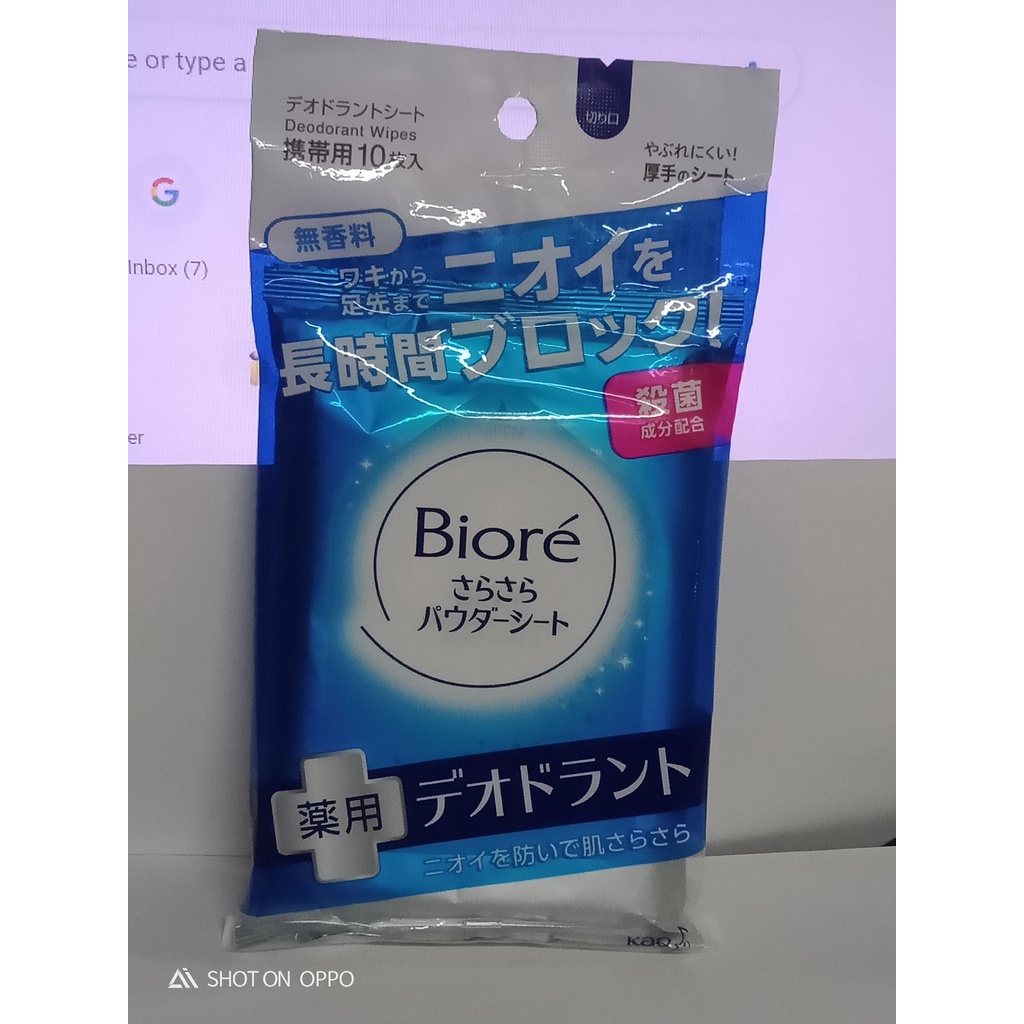 e or type a
Inbox (7)
er
デオドラントシート
Deodorant Wipes
携帯用10枚入
切り口
やぶれにくい!
厚手のシート
無香料
ワキから
足先まで
ニオイを
長時間ブロック!
殺菌
成分配合
Bioré
さらさら
パウダーシート
薬用
デオドラント
ニオイを防いで肌さらさら
Kao
SHOT ON OPPO